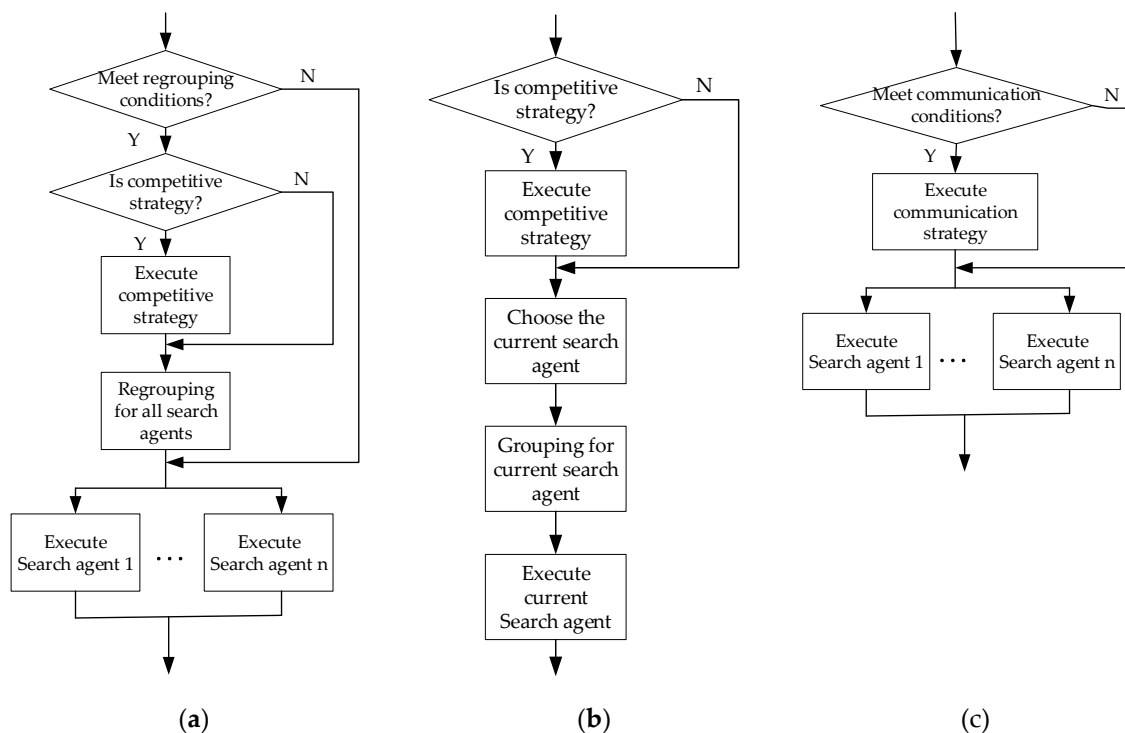 Meet regrouping
conditions?
N
Y
Is competitive
strategy?
N
Y
Execute
competitive
strategy
Regrouping
for all search
agents
Execute
Search agent 1
...
Execute
Search agent n
(a)
Is competitive
strategy?
N
Y
Execute
competitive
strategy
Choose the
current search
agent
Grouping for
current search
agent
Execute
current
Search agent
(b)
Meet communication
conditions?
N
Y
Execute
communication
strategy
Execute
Search agent 1
...
Execute
Search agent n
(c)